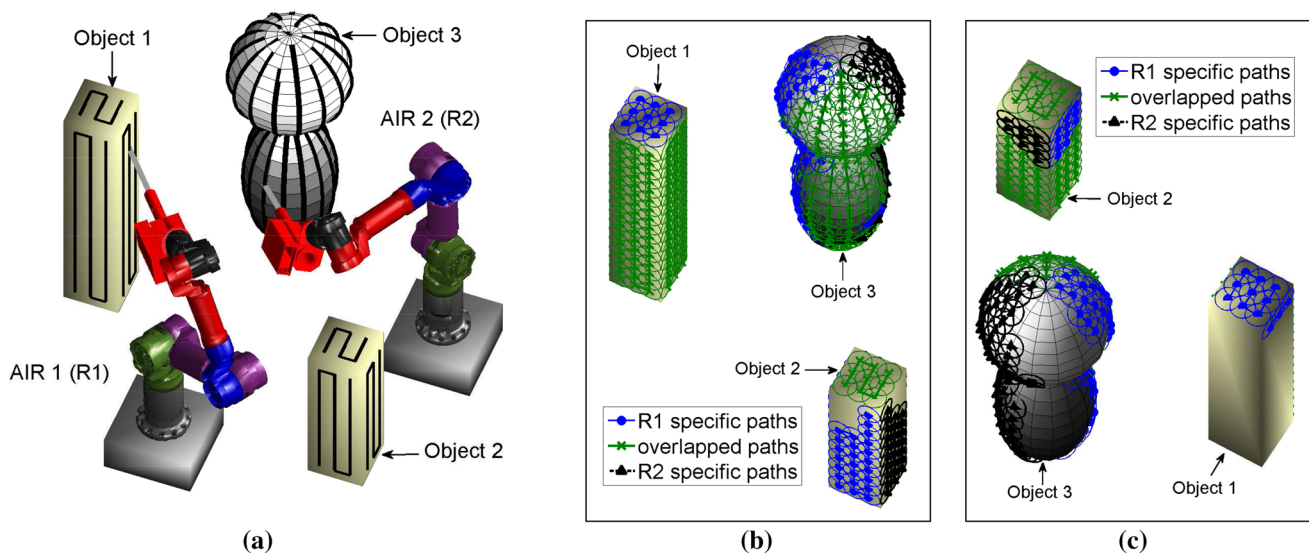 Object 1
Object 3
AIR 2 (R2)
AIR 1 (R1)
Object 2
(a)
Object 1
Object 3
Object 2
R1 specific paths
overlapped paths
R2 specific paths
(b)
R1 specific paths
overlapped paths
R2 specific paths
Object 2
Object 3
Object 1
(c)